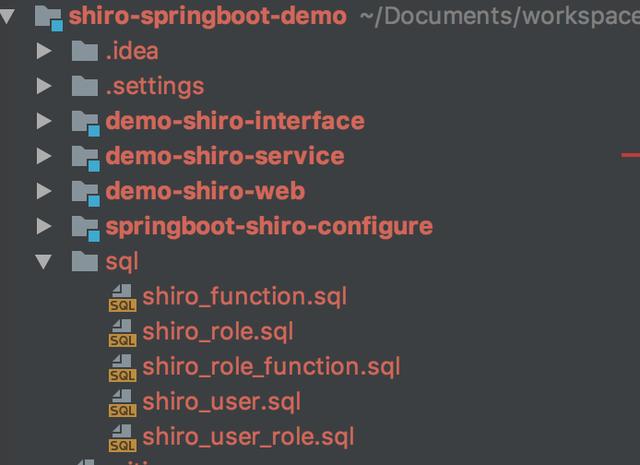 shiro-springboot-demo ~/Documents/workspace
.idea
.settings
demo-shiro-interface
demo-shiro-service
demo-shiro-web
springboot-shiro-configure
sql
SQL shiro_function.sql
SQL shiro_role.sql
SQL shiro_role_function.sql
SQL shiro_user.sql
SQL shiro_user_role.sql